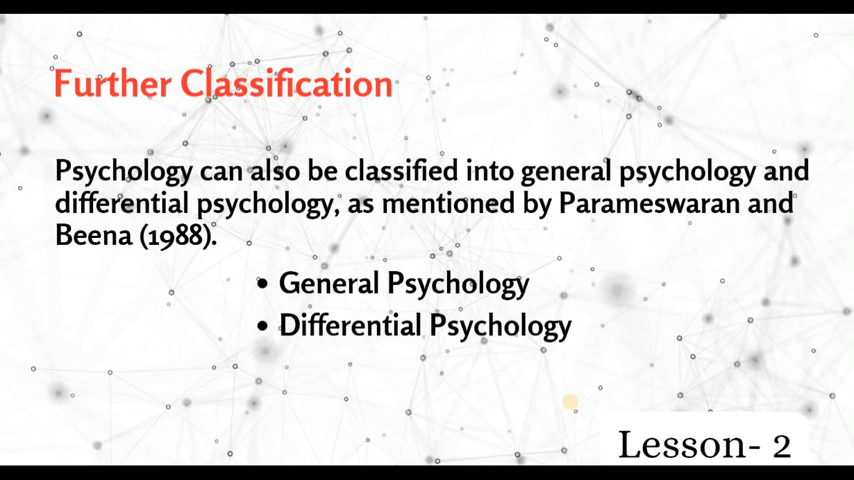 Further Classification
Psychology can also be classified into general psychology and
differential psychology, as mentioned by Parameswaran and
Beena (1988).
• General Psychology
• Differential Psychology
Lesson- 2